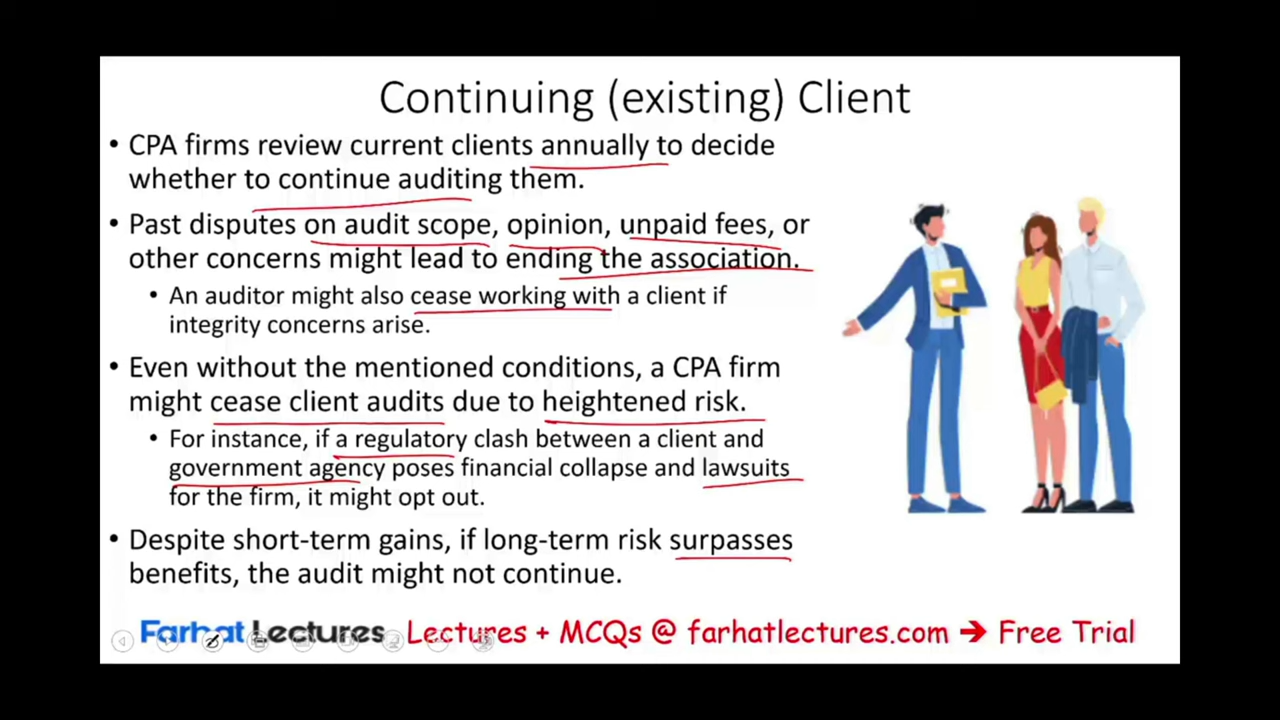 Continuing (existing) Client
• CPA firms review current clients annually to decide
whether to continue auditing them.
• Past disputes on audit scope, opinion, unpaid fees, or
other concerns might lead to ending the association.
• An auditor might also cease working with a client if
integrity concerns arise.
• Even without the mentioned conditions, a CPA firm
might cease client audits due to heightened risk.
• For instance, if a regulatory clash between a client and
government agency poses financial collapse and lawsuits
for the firm, it might opt out.
• Despite short-term gains, if long-term risk surpasses
benefits, the audit might not continue.
Farhat Lectures Lectures + MCQs @ farhatlectures.com → Free Trial